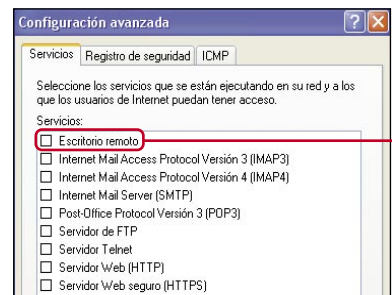 Configuración avanzada
Servicios Registro de seguridad ICMP
Seleccione los servicios que se están ejecutando en su red y a los
que los usuarios de Internet puedan tener acceso.
Servicios:
Escritorio remoto
Internet Mail Access Protocol Versión 3 (IMAP3)
Internet Mail Access Protocol Versión 4 (IMAP4)
Internet Mail Server (SMTP)
Post-Office Protocol Versión 3 (POP3)
Servidor de FTP
Servidor Telnet
Servidor Web (HTTP)
Servidor Web seguro (HTTPS)